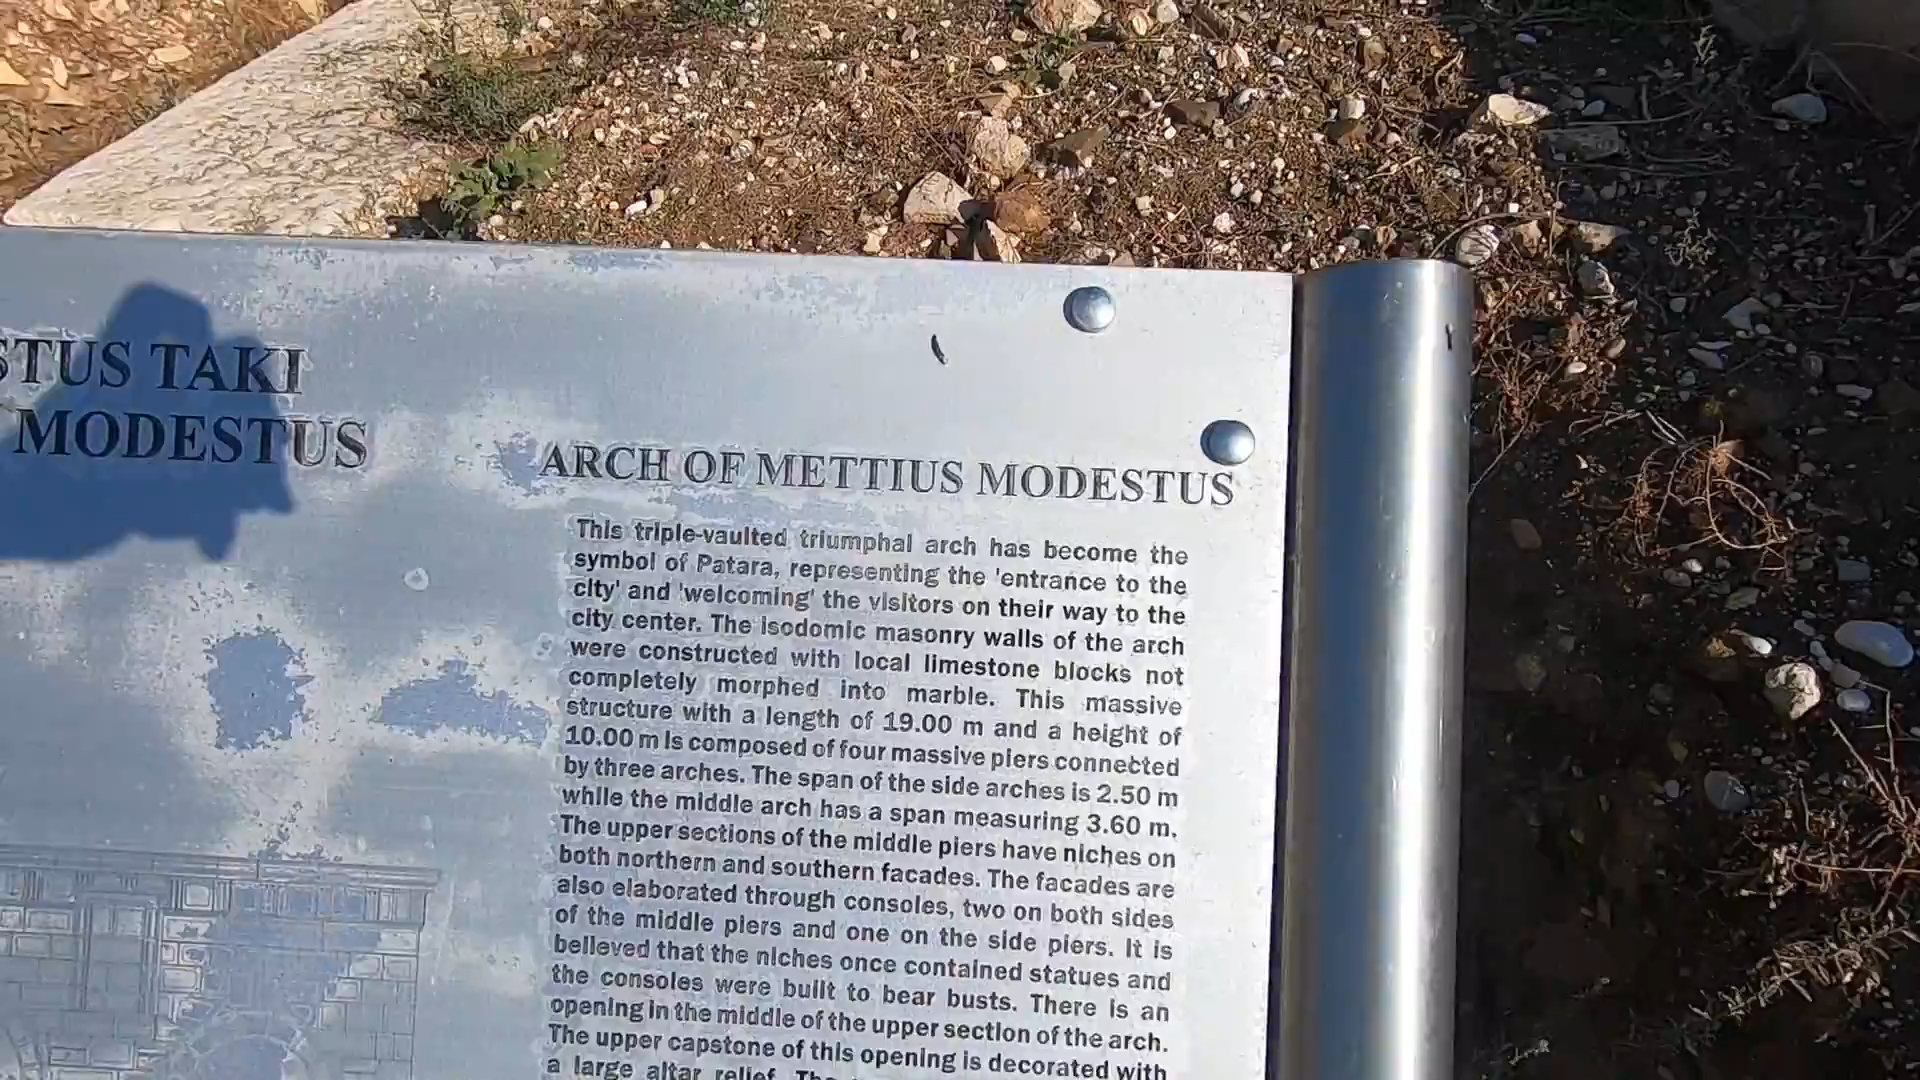 STUS TAKI
MODESTUS
ARCH OF METTIUS MODESTUS
This triple-vaulted triumphal arch has become the
symbol of Patara, representing the 'entrance to the
city' and 'welcoming' the visitors on their way to the
city center. The isodomic masonry walls of the arch
were constructed with local limestone blocks not
completely morphed into marble. This massive
structure with a length of 19.00 m and a height of
10.00 m is composed of four massive piers connected
by three arches. The span of the side arches is 2.50 m
while the middle arch has a span measuring 3.60 m.
The upper sections of the middle piers have niches on
both northern and southern facades. The facades are
also elaborated through consoles, two on both sides
of the middle piers and one on the side piers. It is
believed that the niches once contained statues and
the consoles were built to bear busts. There is an
opening in the middle of the upper section of the arch.
The upper capstone of this opening is decorated with
a large altar relief.